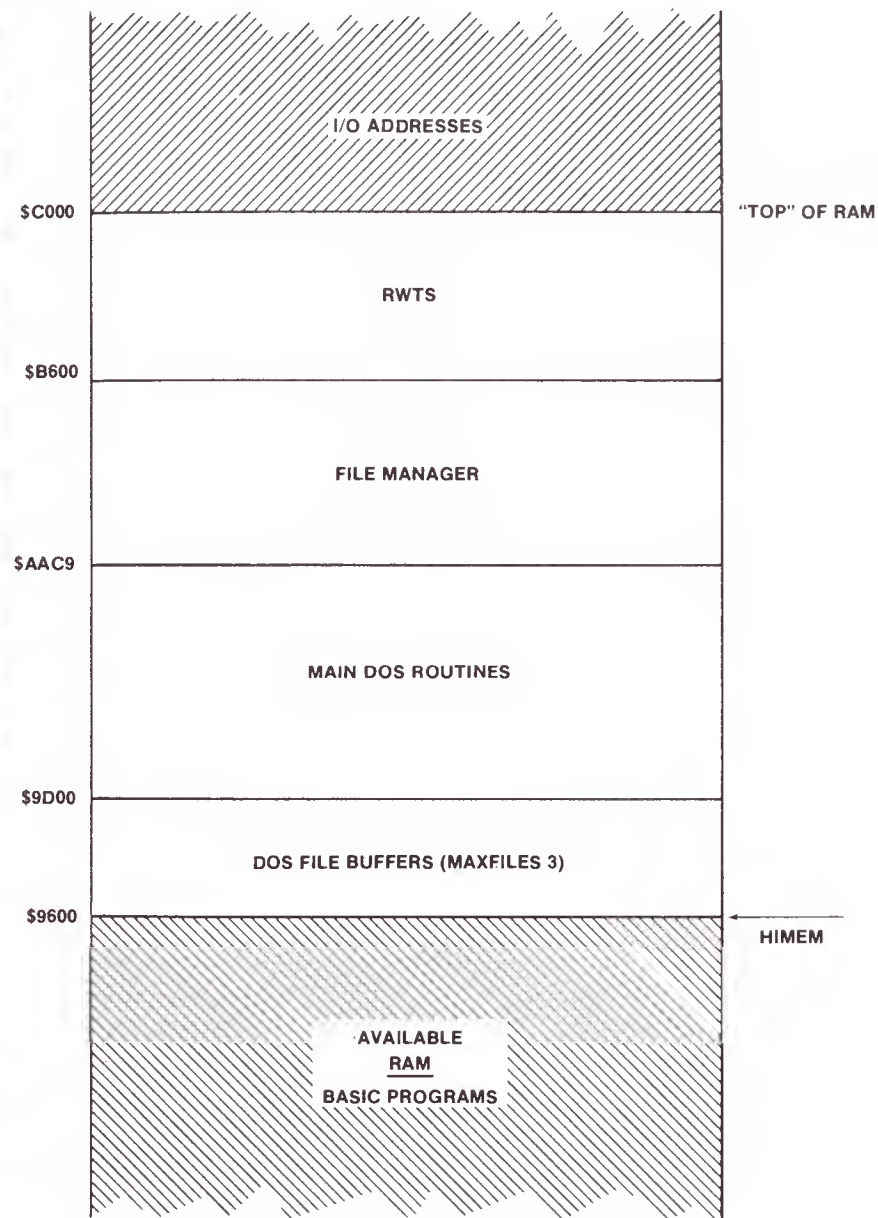 I/O ADDRESSES
$C000
"TOP" OF RAM
RWTS
$B600
FILE MANAGER
$AAC9
MAIN DOS ROUTINES
$9D00
DOS FILE BUFFERS (MAXFILES 3)
$9600
HIMEM
AVAILABLE
RAM
BASIC PROGRAMS